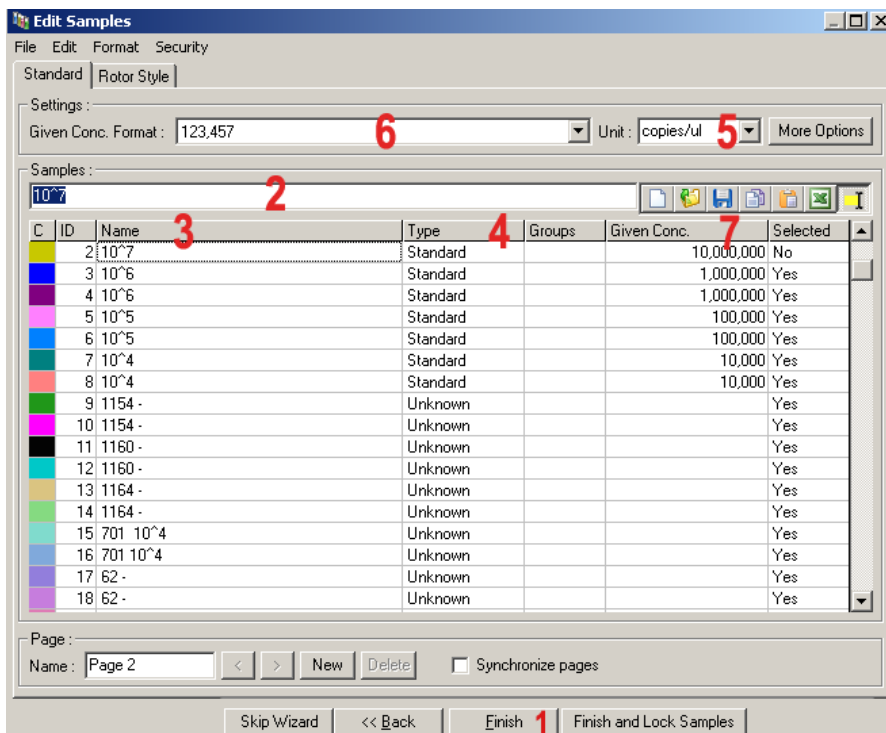 Edit Samples
File Edit Format Security
Standard Rotor Style
Settings :
Given Conc. Format : 123,457 6 Unit : copies/ul 5 More Options
Samples :
10^7 2
C ID Name 3 Type 4 Groups Given Conc. 7 Selected
2 10^7 Standard 10,000,000 No
3 10^6 Standard 1,000,000 Yes
4 10^6 Standard 1,000,000 Yes
5 10^5 Standard 100,000 Yes
6 10^5 Standard 100,000 Yes
7 10^4 Standard 10,000 Yes
8 10^4 Standard 10,000 Yes
9 1154 - Unknown Yes
10 1154 - Unknown Yes
11 1160 - Unknown Yes
12 1160 - Unknown Yes
13 1164 - Unknown Yes
14 1164 - Unknown Yes
15 701  10^4 Unknown Yes
16 701 10^4 Unknown Yes
17 62 - Unknown Yes
18 62 - Unknown Yes
Page :
Name : Page 2 < > New Delete Synchronize pages
Skip Wizard << Back Finish 1 Finish and Lock Samples